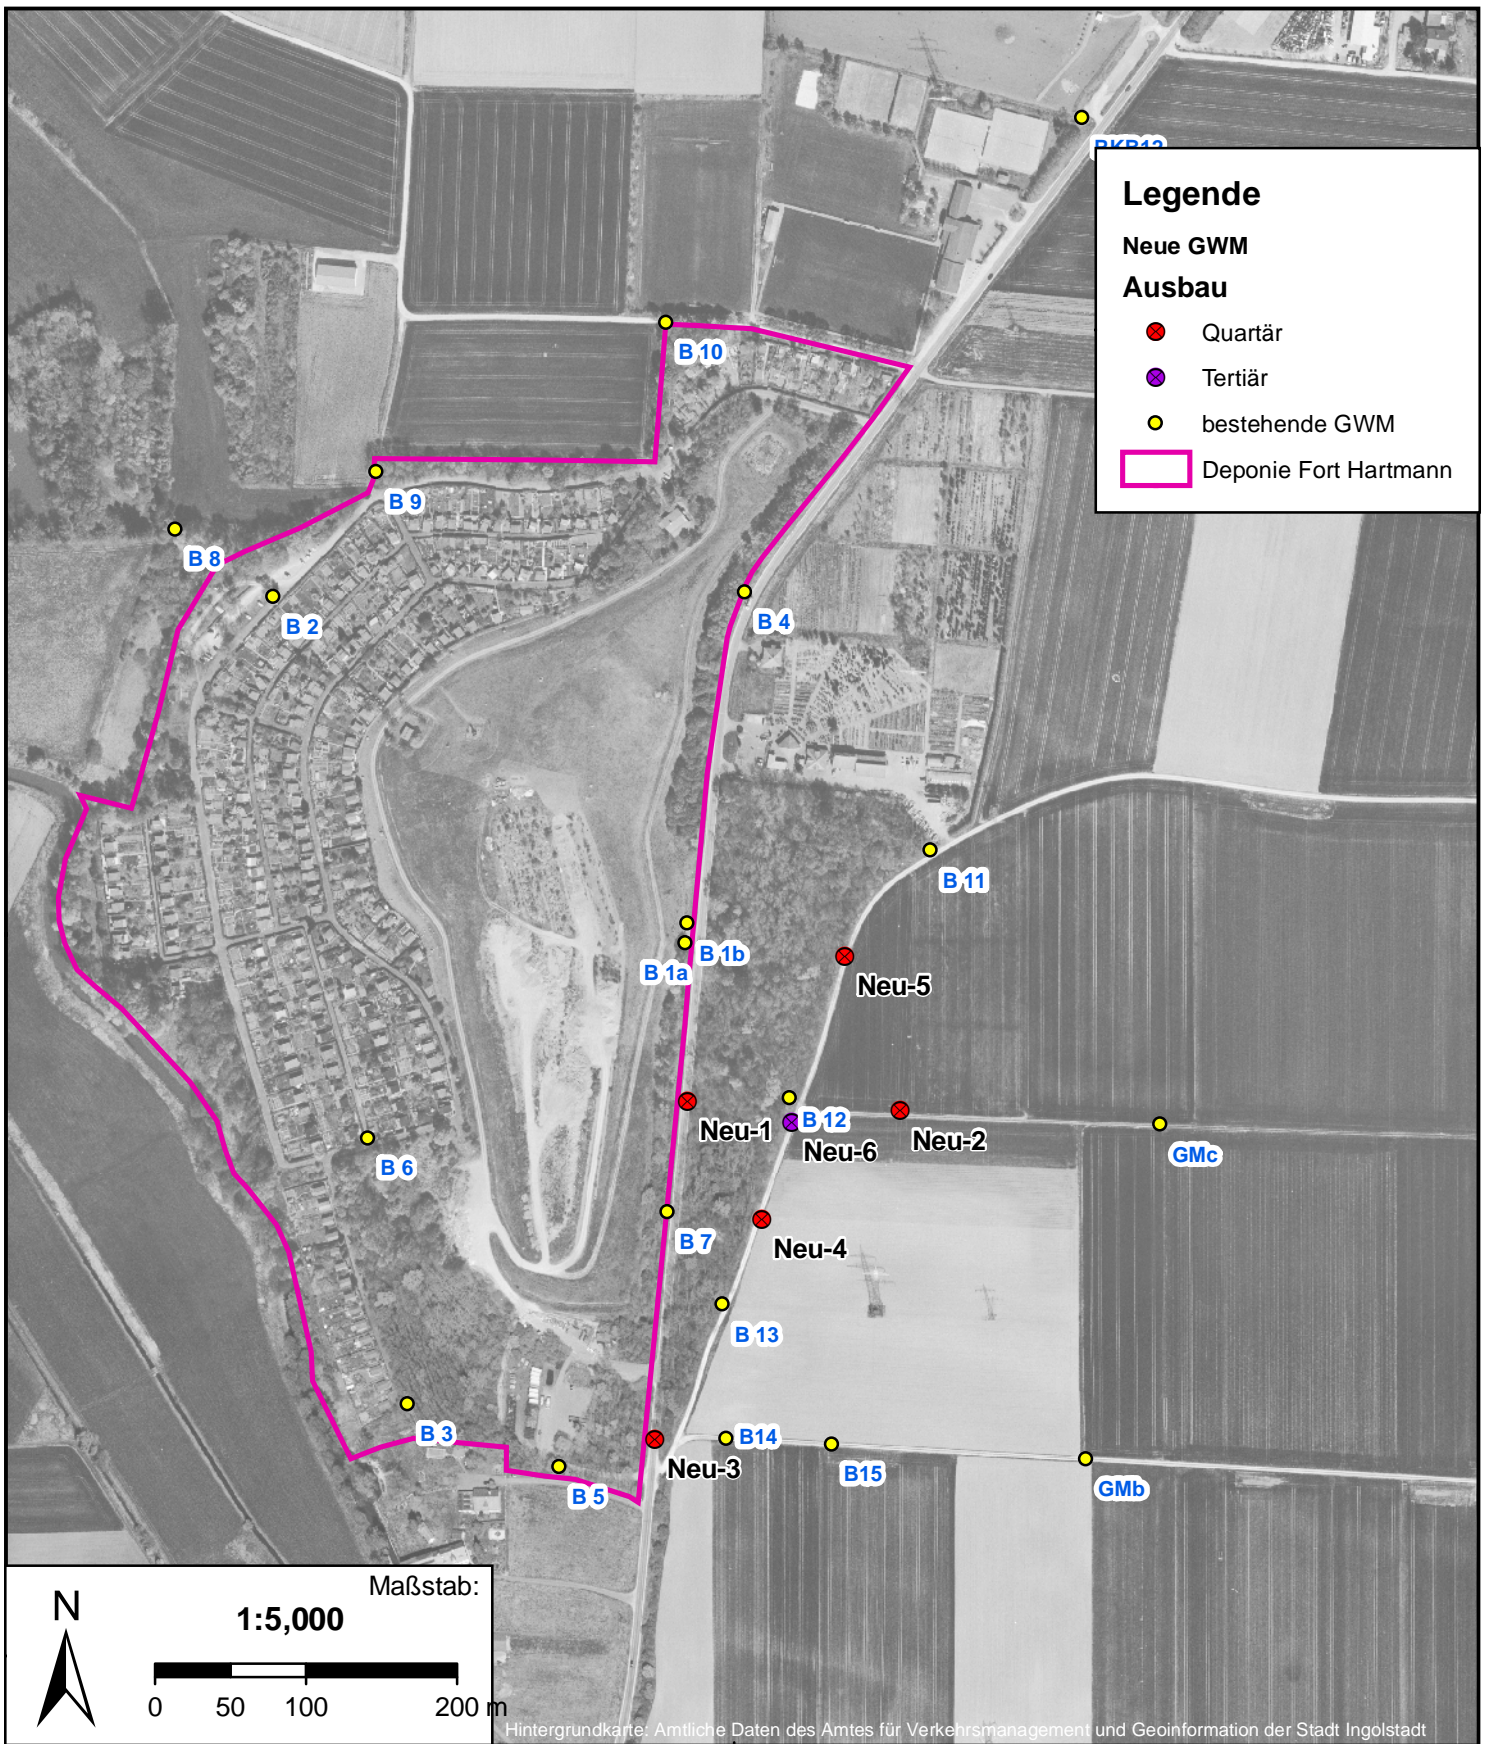 BKB12
Legende
Neue GWM
Ausbau
Quartär
Tertiär
bestehende GWM
Deponie Fort Hartmann
B 10
B 9
B 8
B 2
B 4
B 11
B 1b
B 1a
Neu-5
Neu-1
B 12
Neu-6
Neu-2
GMc
B 6
B 7
Neu-4
B 13
B 3
B14
Neu-3
B15
GMb
B 5
Maßstab:
N
1:5,000
0 50 100 200 m
Hintergrundkarte: Amtliche Daten des Amtes für Verkehrsmanagement und Geoinformation der Stadt Ingolstadt